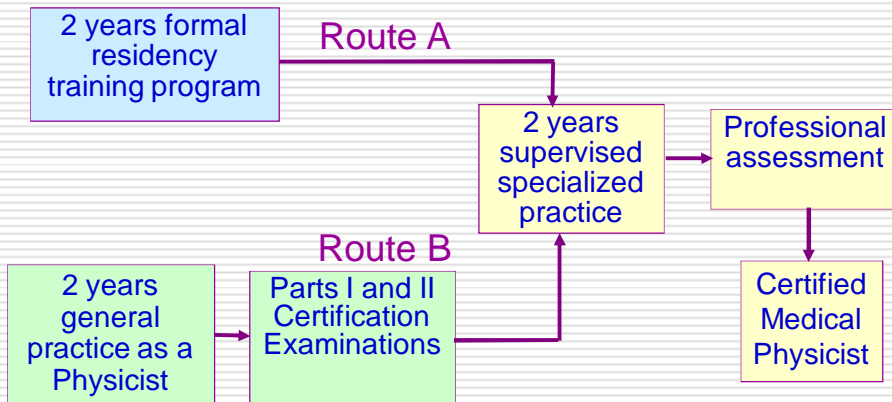 2 years formal
residency
training program
Route A
2 years
supervised
specialized
practice
Professional
assessment
Route B
2 years
general
practice as a
Physicist
Parts I and II
Certification
Examinations
Certified
Medical
Physicist